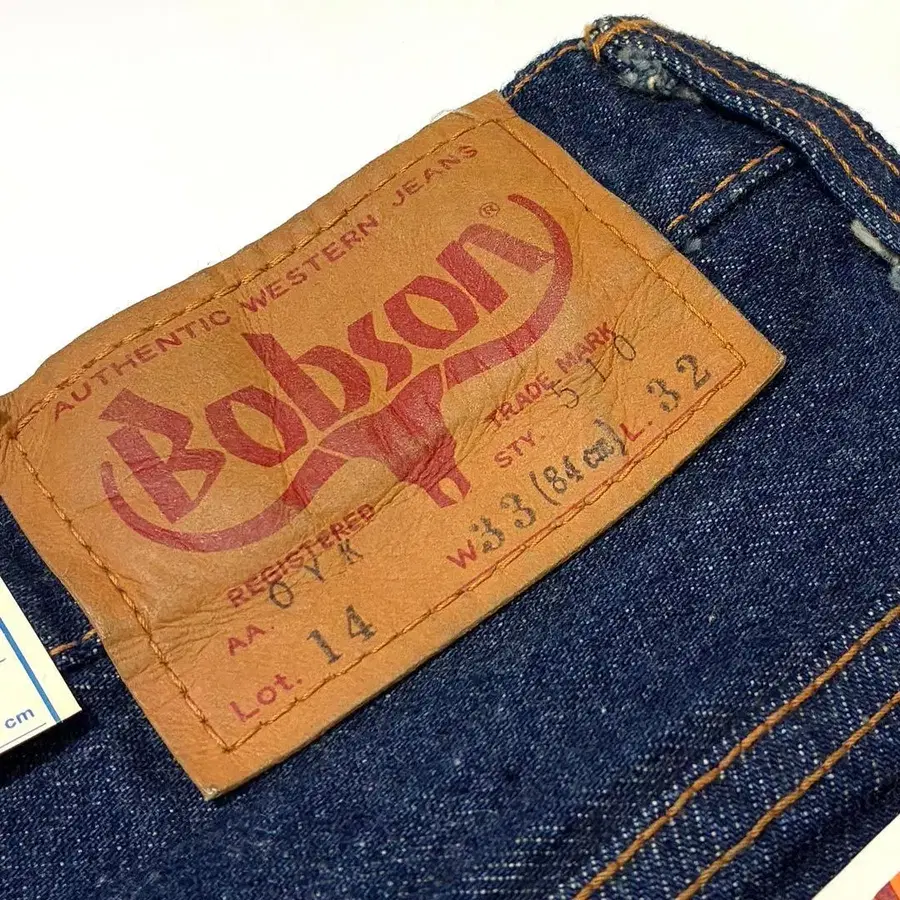 AUTHENTIC WESTERN JEANS
Bobson®
REGISTERED TRADE MARK
AA. OYK STY. 510
Lot. 14 W33(84cm)L.32
cm